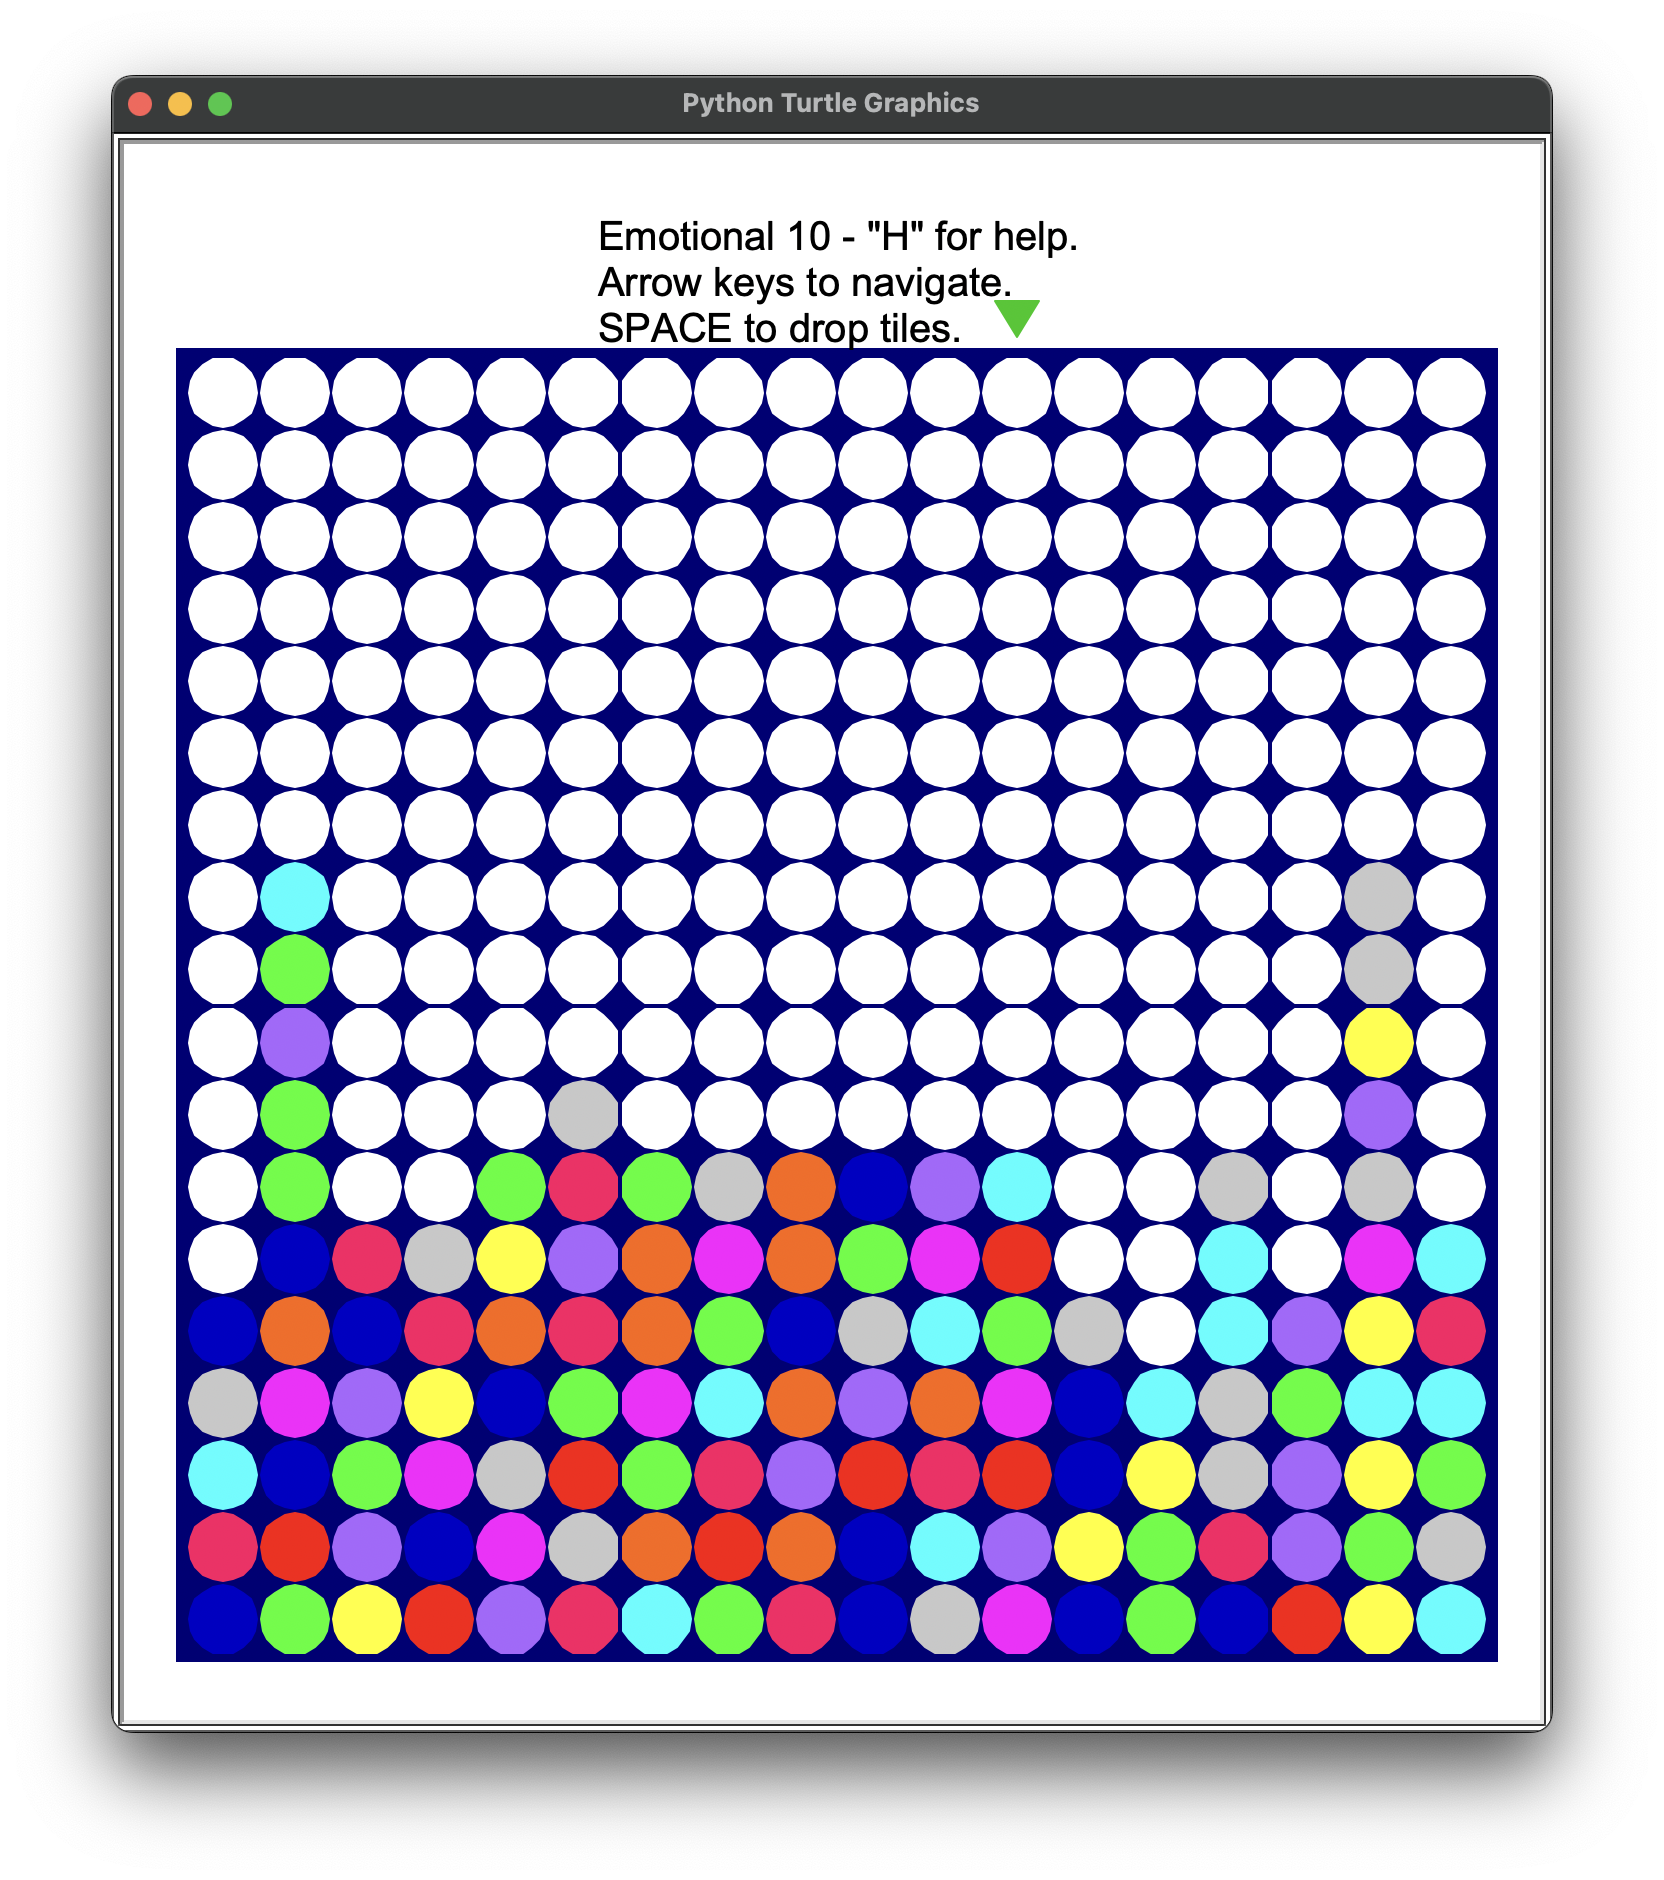 Python Turtle Graphics
Emotional 10 - "H" for help.
Arrow keys to navigate.
SPACE to drop tiles.